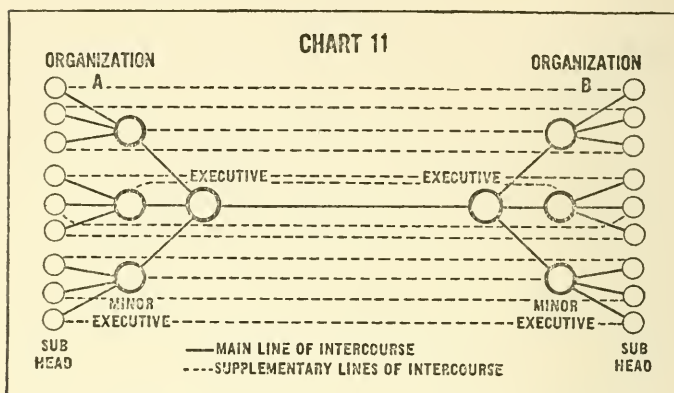 CHART 11
ORGANIZATION
A
ORGANIZATION
B
EXECUTIVE
EXECUTIVE
MINOR
EXECUTIVE
MINOR
EXECUTIVE
SUB
HEAD
SUB
HEAD
MAIN LINE OF INTERCOURSE
SUPPLEMENTARY LINES OF INTERCOURSE